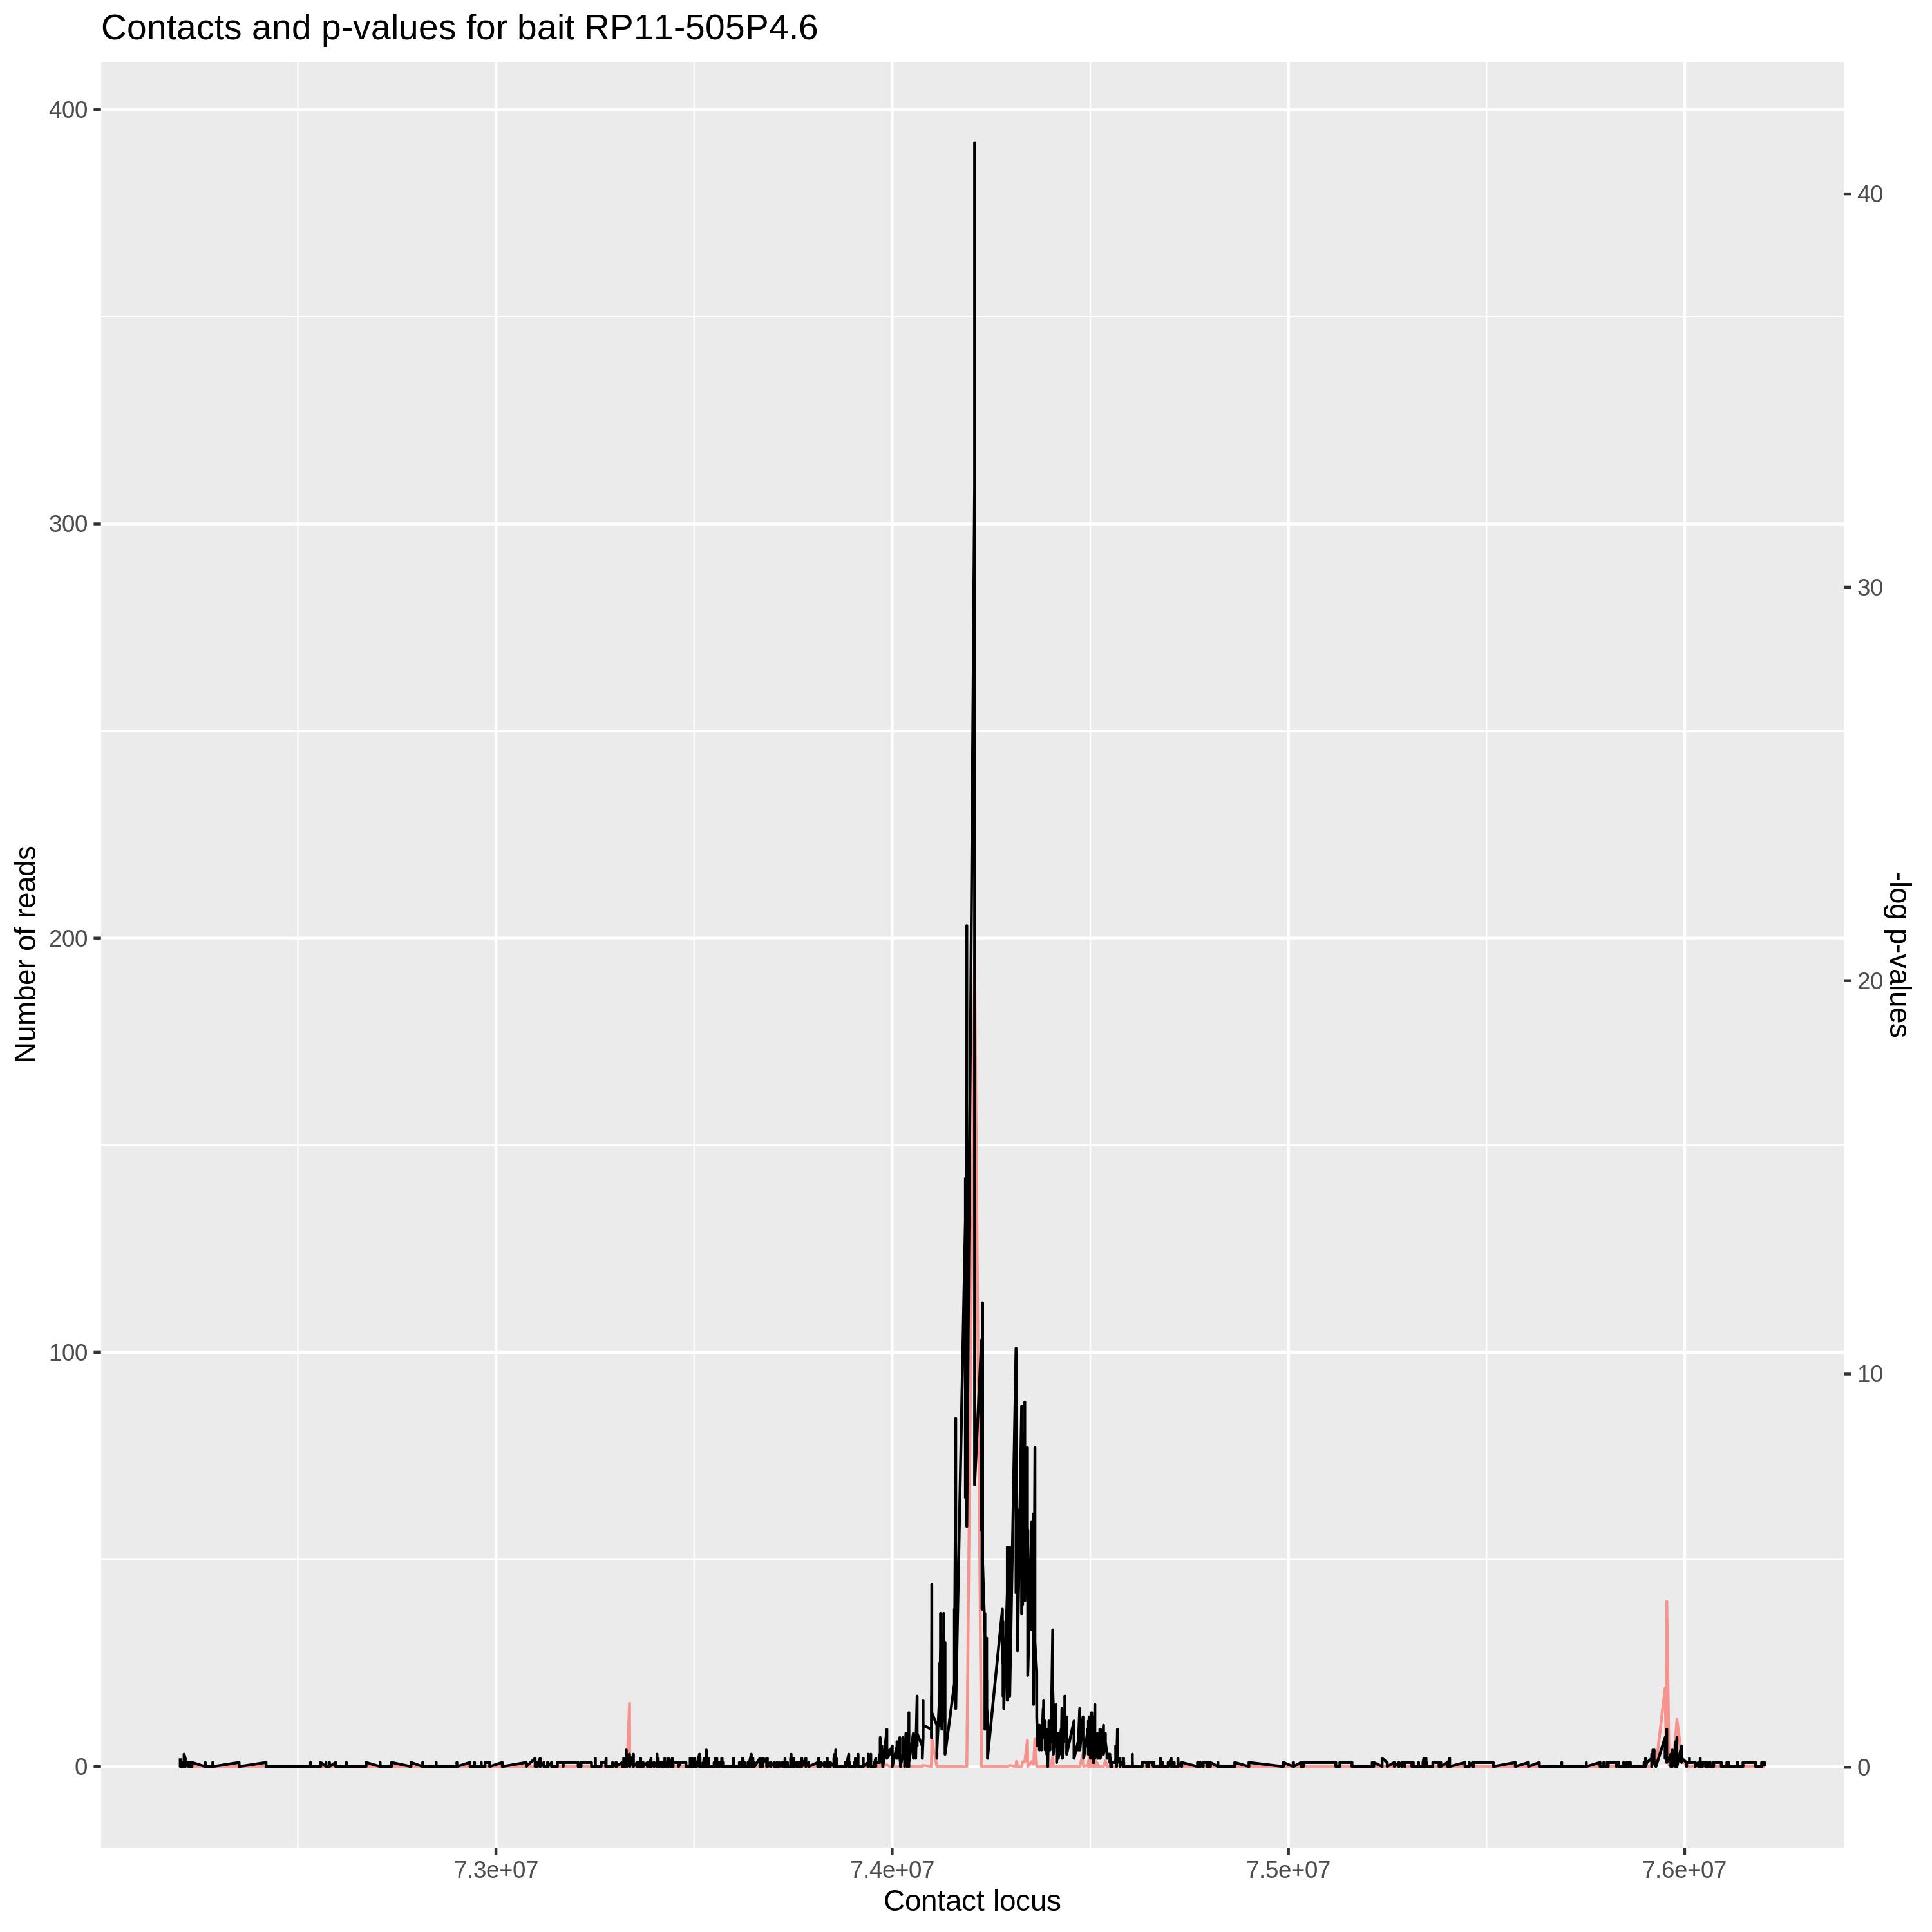 Contacts and p-values for bait RP11-505P4.6
400
300
200
100
0
Number of reads
40
30
20
10
0
-log p-values
7.3e+07
7.4e+07
7.5e+07
7.6e+07
Contact locus